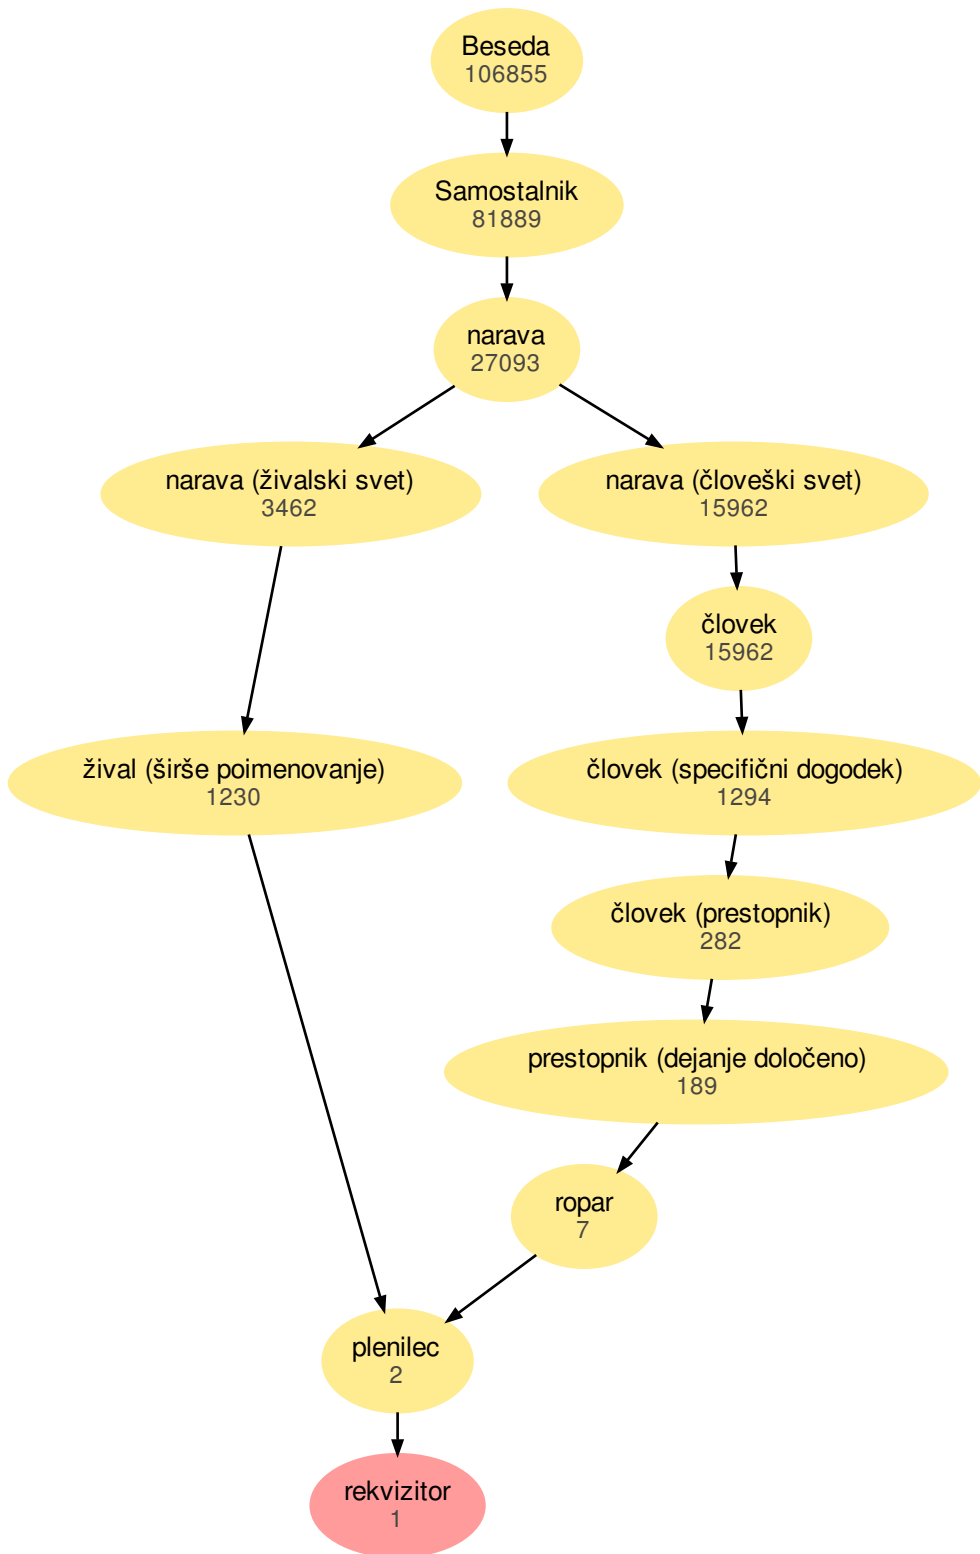 Beseda
106855
Samostalnik
81889
narava
27093
narava (živalski svet)
3462
narava (človeški svet)
15962
človek
15962
žival (širše poimenovanje)
1230
človek (specifični dogodek)
1294
človek (prestopnik)
282
prestopnik (dejanje določeno)
189
ropar
7
plenilec
2
rekvizitor
1